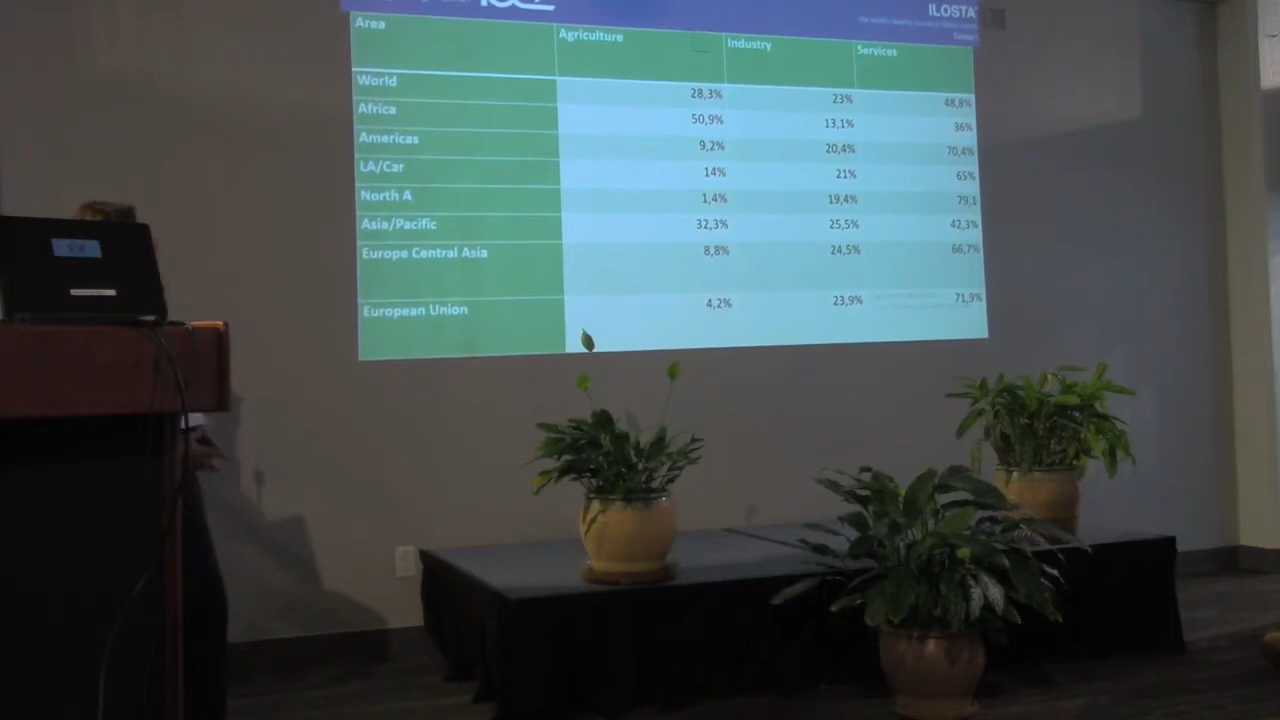 ILOSTA
Area Agriculture Industry Services
World 28,3% 23% 48,8%
Africa 50,9% 13,1% 36%
Americas 9,2% 20,4% 70,4%
LA/Car 14% 21% 65%
North A 1,4% 19,4% 79,1
Asia/Pacific 32,3% 25,5% 42,3%
Europe Central Asia 8,8% 24,5% 66,7%
European Union 4,2% 23,9% 71,9%